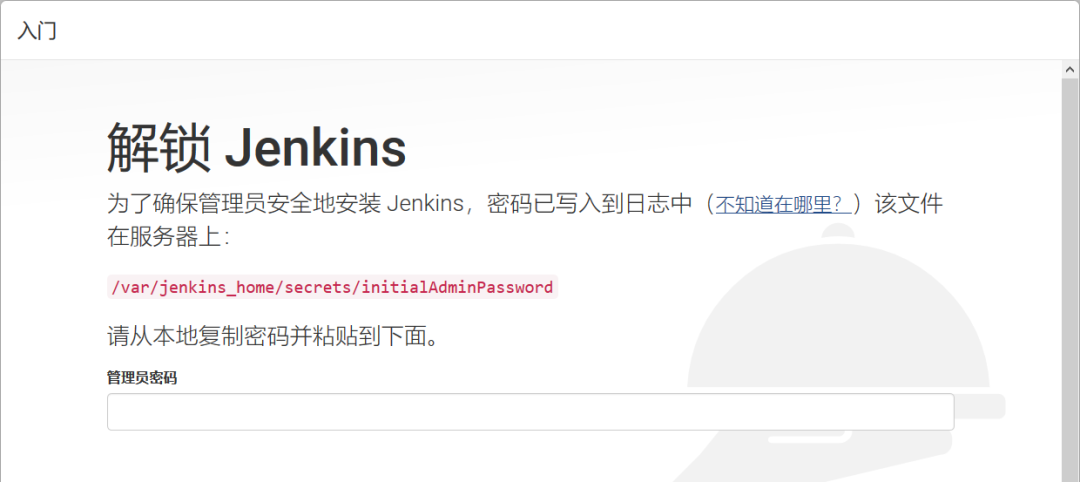 入门
解锁 Jenkins
为了确保管理员安全地安装 Jenkins，密码已写入到日志中（不知道在哪里？）该文件
在服务器上：
/var/jenkins_home/secrets/initialAdminPassword
请从本地复制密码并粘贴到下面。
管理员密码